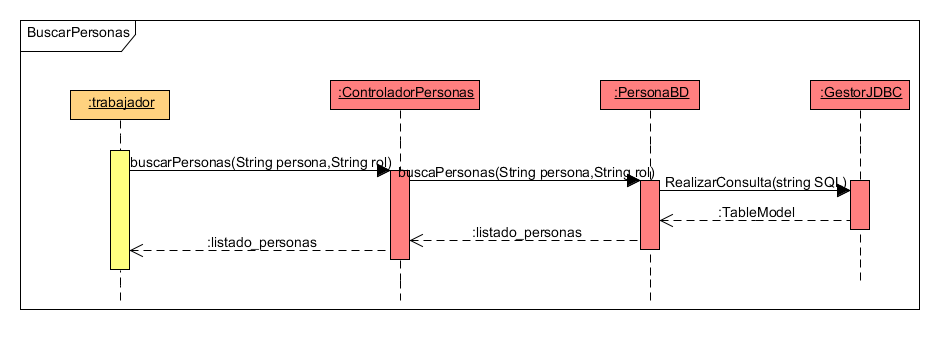 BuscarPersonas
:trabajador
:ControladorPersonas
:PersonaBD
:GestorJDBC
buscarPersonas(String persona,String rol)
buscaPersonas(String persona,String rol)
RealizarConsulta(string SQL)
:TableModel
:listado_personas
:listado_personas